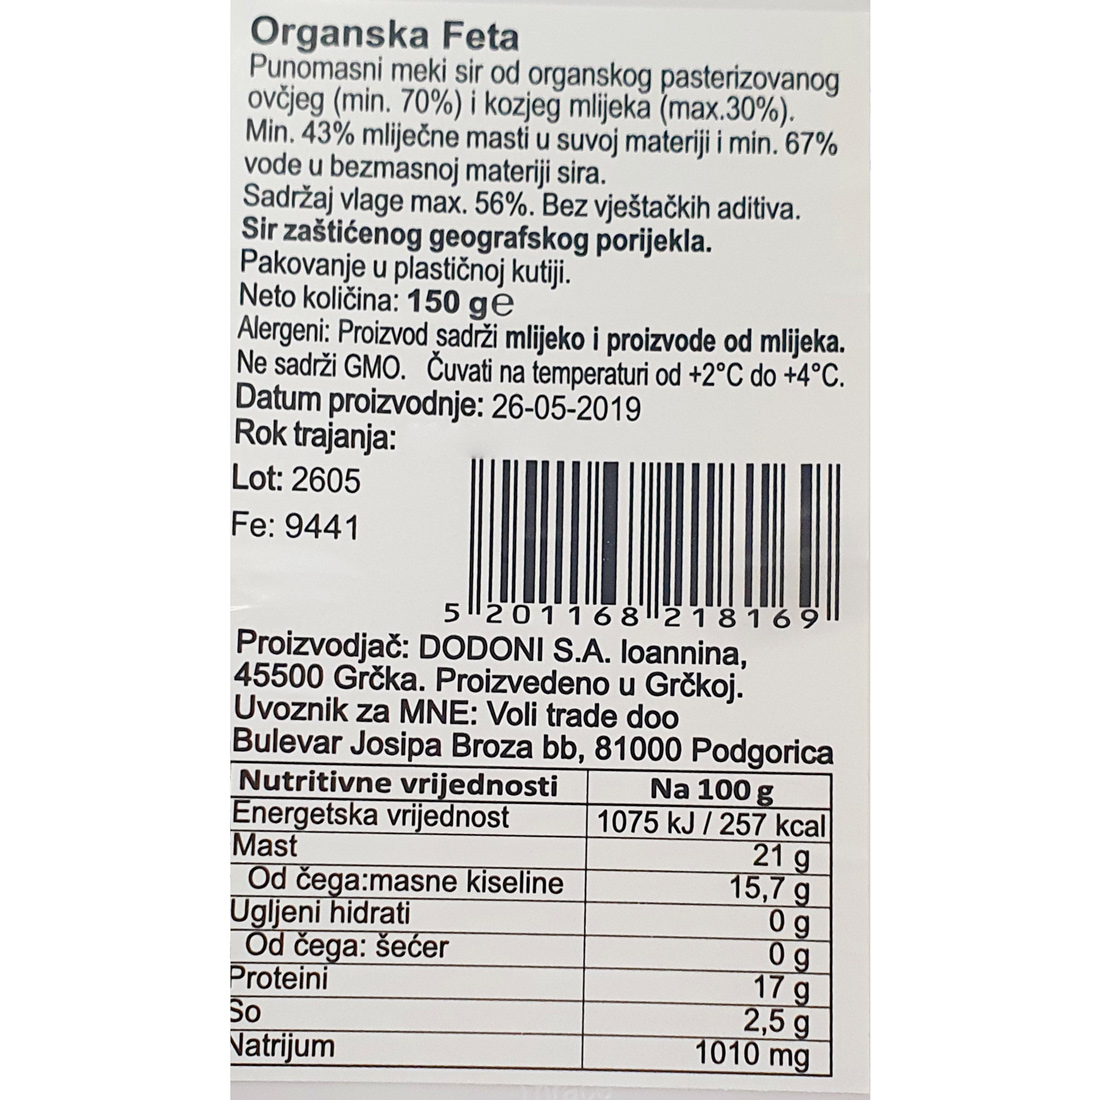 Organska Feta
Punomasni meki sir od organskog pasterizovanog
ovčjeg (min. 70%) i kozjeg mlijeka (max.30%).
Min. 43% mliječne masti u suvoj materiji i min. 67%
vode u bezmasnoj materiji sira.
Sadržaj vlage max. 56%. Bez vještačkih aditiva.
Sir zaštićenog geografskog porijekla.
Pakovanje u plastičnoj kutiji.
Neto količina: 150 g℮
Alergeni: Proizvod sadrži mlijeko i proizvode od mlijeka.
Ne sadrži GMO. Čuvati na temperaturi od +2°C do +4°C.
Datum proizvodnje: 26-05-2019
Rok trajanja:
Lot: 2605
Fe: 9441
5 201168 218169
Proizvodjač: DODONI S.A. Ioannina,
45500 Grčka. Proizvedeno u Grčkoj.
Uvoznik za MNE: Voli trade doo
Bulevar Josipa Broza bb, 81000 Podgorica
Nutritivne vrijednosti Na 100 g
Energetska vrijednost 1075 kJ / 257 kcal
Mast 21 g
Od čega:masne kiseline 15,7 g
Ugljeni hidrati 0 g
Od čega: šećer 0 g
Proteini 17 g
So 2,5 g
Natrijum 1010 mg